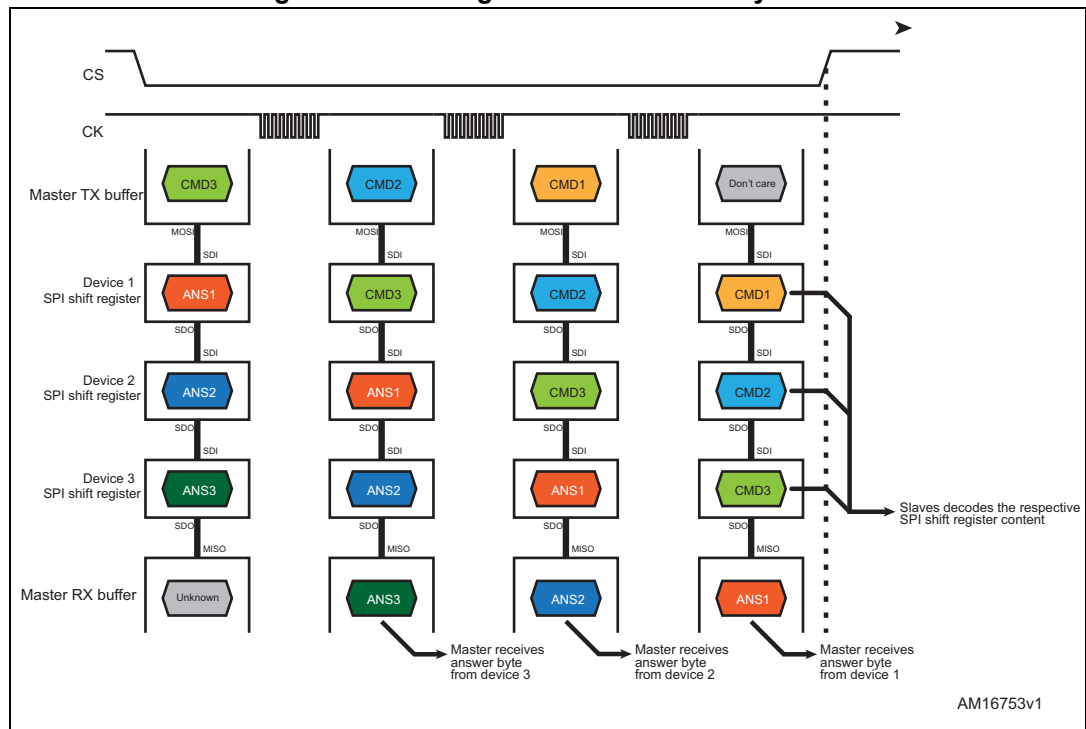 CS
CK
Master TX buffer
CMD3
CMD2
CMD1
Don't care
MOSI
MOSI
MOSI
MOSI
SDI
SDI
SDI
SDI
Device 1
SPI shift register
ANS1
CMD3
CMD2
CMD1
SDO
SDO
SDO
SDO
SDI
SDI
SDI
SDI
Device 2
SPI shift register
ANS2
ANS1
CMD3
CMD2
SDO
SDO
SDO
SDO
SDI
SDI
SDI
SDI
Device 3
SPI shift register
ANS3
ANS2
ANS1
CMD3
Slaves decodes the respective
SPI shift register content
SDO
SDO
SDO
SDO
MISO
MISO
MISO
MISO
Master RX buffer
Unknown
ANS3
ANS2
ANS1
Master receives
answer byte
from device 3
Master receives
answer byte
from device 2
Master receives
answer byte
from device 1
AM16753v1